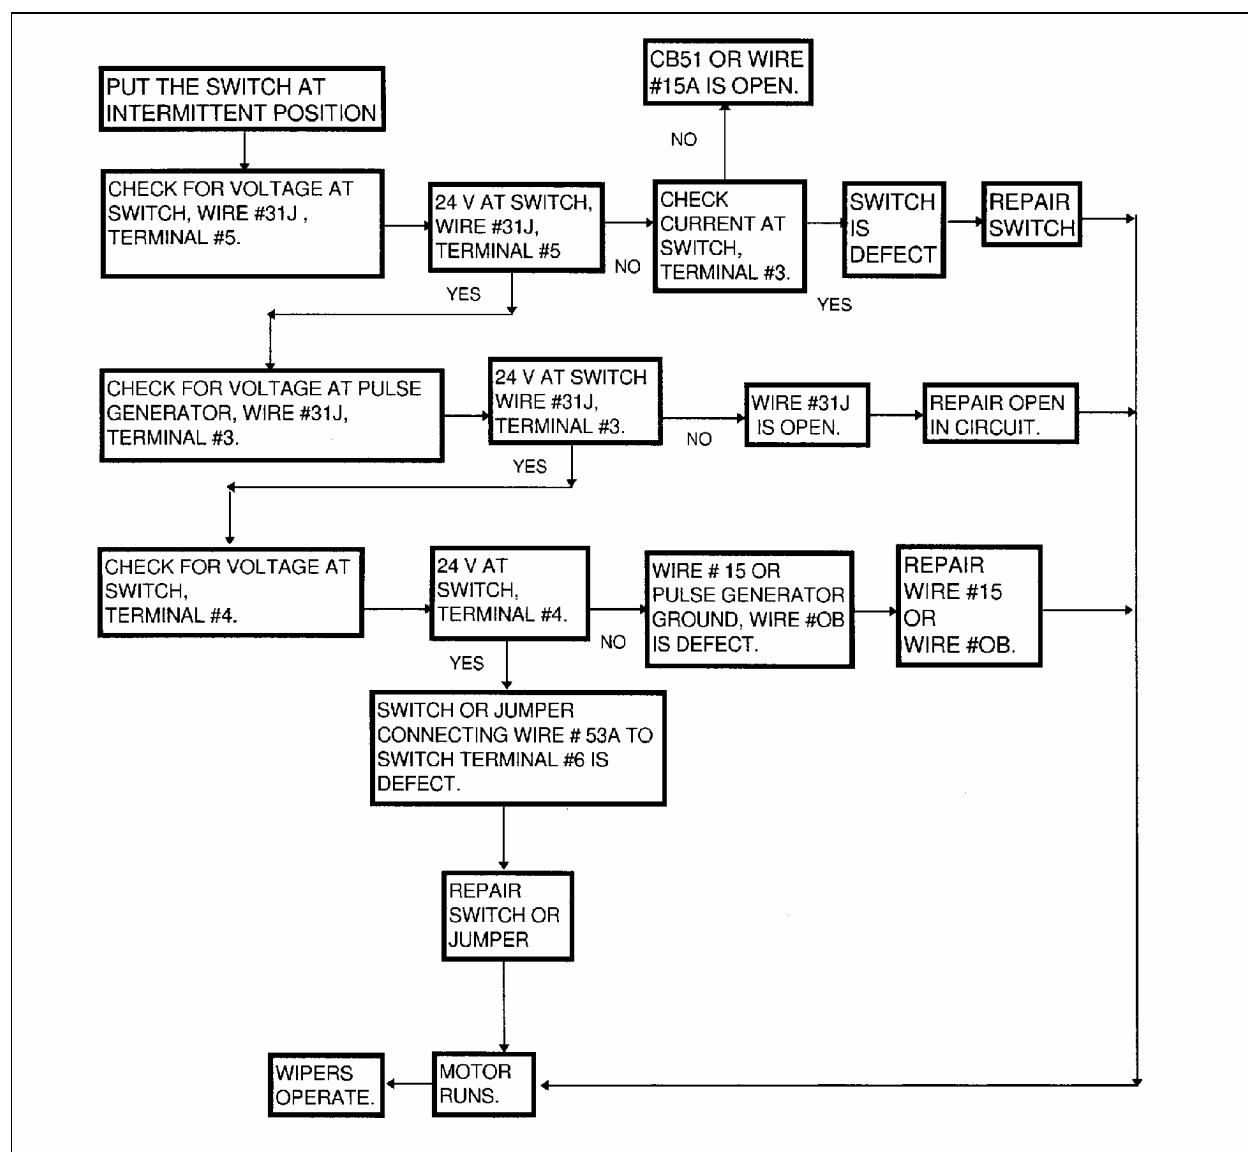 PUT THE SWITCH AT
INTERMITTENT POSITION
CB51 OR WIRE
#15A IS OPEN.
NO
CHECK FOR VOLTAGE AT
SWITCH, WIRE #31J ,
TERMINAL #5.
24 V AT SWITCH,
WIRE #31J,
TERMINAL #5
NO
CHECK
CURRENT AT
SWITCH,
TERMINAL #3.
YES
SWITCH
IS
DEFECT
REPAIR
SWITCH
YES
CHECK FOR VOLTAGE AT PULSE
GENERATOR, WIRE #31J,
TERMINAL #3.
24 V AT SWITCH
WIRE #31J,
TERMINAL #3.
NO
WIRE #31J
IS OPEN.
REPAIR OPEN
IN CIRCUIT.
YES
CHECK FOR VOLTAGE AT
SWITCH,
TERMINAL #4.
24 V AT
SWITCH,
TERMINAL #4.
NO
WIRE # 15 OR
PULSE GENERATOR
GROUND, WIRE #OB
IS DEFECT.
REPAIR
WIRE #15
OR
WIRE #OB.
YES
SWITCH OR JUMPER
CONNECTING WIRE # 53A TO
SWITCH TERMINAL #6 IS
DEFECT.
REPAIR
SWITCH OR
JUMPER
WIPERS
OPERATE.
MOTOR
RUNS.